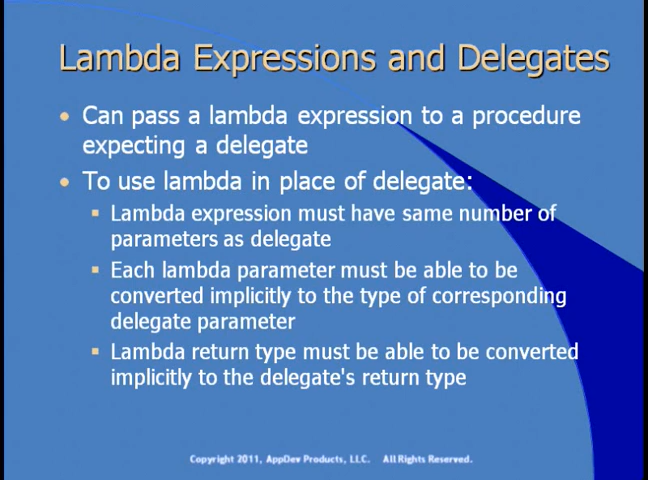 Lambda Expressions and Delegates
• Can pass a lambda expression to a procedure
expecting a delegate
• To use lambda in place of delegate:
▪ Lambda expression must have same number of
parameters as delegate
▪ Each lambda parameter must be able to be
converted implicitly to the type of corresponding
delegate parameter
▪ Lambda return type must be able to be converted
implicitly to the delegate's return type
Copyright 2011, AppDev Products, LLC. All Rights Reserved.